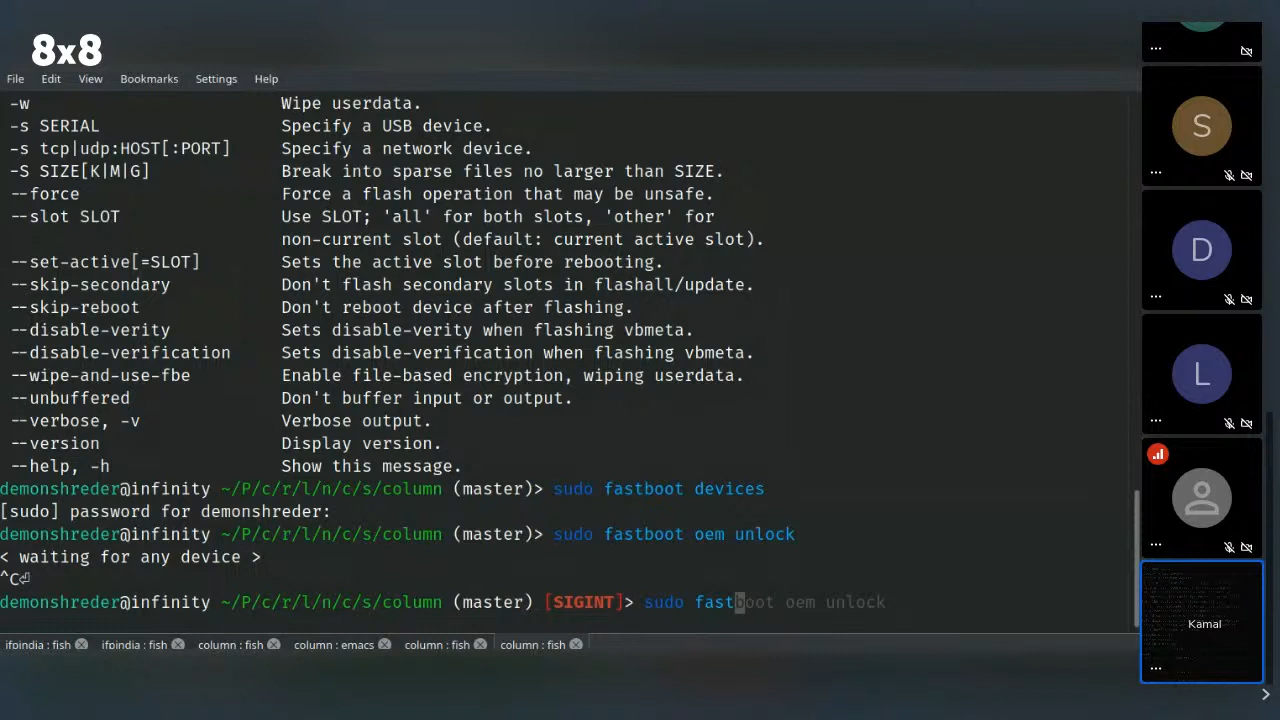 8x8
File Edit View Bookmarks Settings Help
-w Wipe userdata.
-s SERIAL Specify a USB device.
-s tcp|udp:HOST[:PORT] Specify a network device.
-S SIZE[K|M|G] Break into sparse files no larger than SIZE.
--force Force a flash operation that may be unsafe.
--slot SLOT Use SLOT; 'all' for both slots, 'other' for
non-current slot (default: current active slot).
--set-active[=SLOT] Sets the active slot before rebooting.
--skip-secondary Don't flash secondary slots in flashall/update.
--skip-reboot Don't reboot device after flashing.
--disable-verity Sets disable-verity when flashing vbmeta.
--disable-verification Sets disable-verification when flashing vbmeta.
--wipe-and-use-fbe Enable file-based encryption, wiping userdata.
--unbuffered Don't buffer input or output.
--verbose, -v Verbose output.
--version Display version.
--help, -h Show this message.
demonshreder@infinity ~/P/c/r/l/n/c/s/column (master)> sudo fastboot devices
[sudo] password for demonshreder:
demonshreder@infinity ~/P/c/r/l/n/c/s/column (master)> sudo fastboot oem unlock
< waiting for any device >
^C⏎
demonshreder@infinity ~/P/c/r/l/n/c/s/column (master) [SIGINT]> sudo fastboot oem unlock
ifpindia : fish ifpindia : fish column : fish column : emacs column : fish column : fish
S
D
L
Kamal